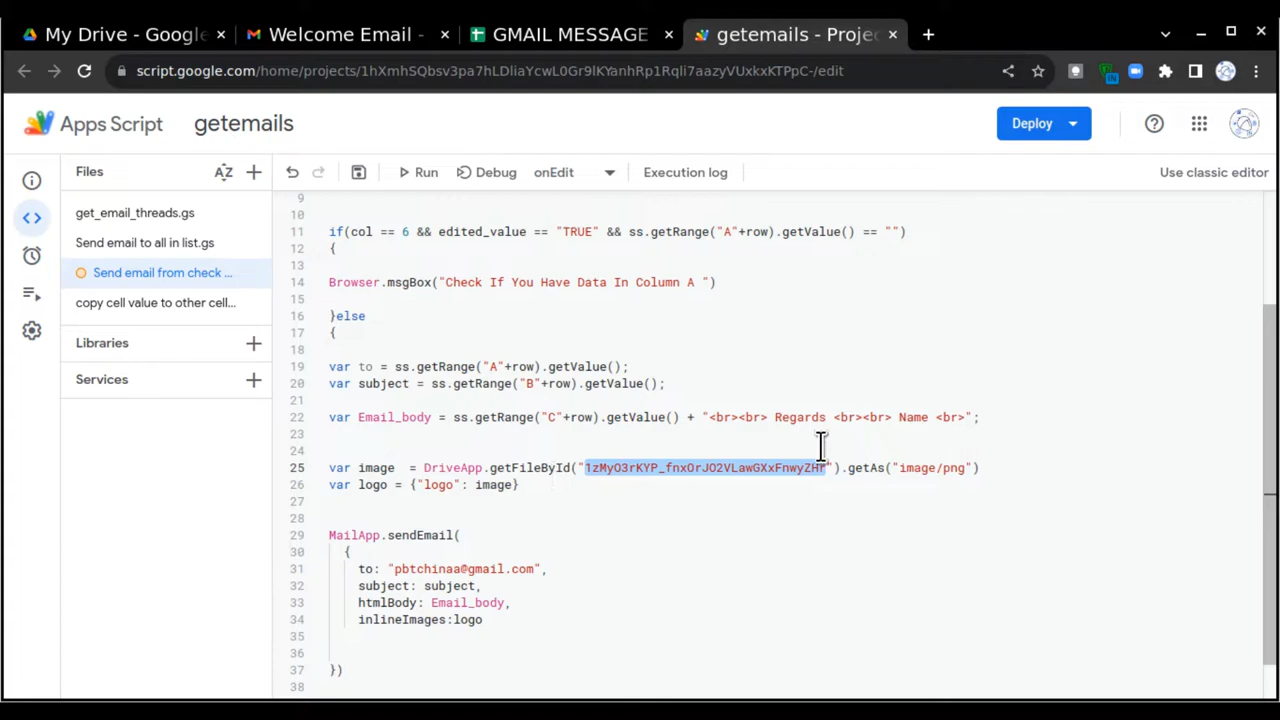 My Drive - Google
Welcome Email -
GMAIL MESSAGE
getemails - Projec
script.google.com/home/projects/1hXmhSQbsv3pa7hLDliaYcwL0Gr9lKYanhRp1Rqli7aazyVUxkxKTPpC-/edit
Apps Script
getemails
Deploy
Files
AZ
Run
Debug
onEdit
Execution log
Use classic editor
get_email_threads.gs
Send email to all in list.gs
Send email from check ...
copy cell value to other cell...
Libraries
Services
9
10
11 if(col == 6 && edited_value == "TRUE" && ss.getRange("A"+row).getValue() == "")
12 {
13
14 Browser.msgBox("Check If You Have Data In Column A ")
15
16 }else
17 {
18
19 var to = ss.getRange("A"+row).getValue();
20 var subject = ss.getRange("B"+row).getValue();
21
22 var Email_body = ss.getRange("C"+row).getValue() + "<br><br> Regards <br><br> Name <br>";
23
24
25 var image  = DriveApp.getFileById("1zMyO3rKYP_fnxOrJO2VLawGXxFnwyZHr").getAs("image/png")
26 var logo = {"logo": image}
27
28
29 MailApp.sendEmail(
30 {
31 to: "pbtchinaa@gmail.com",
32 subject: subject,
33 htmlBody: Email_body,
34 inlineImages:logo
35
36
37 })
38